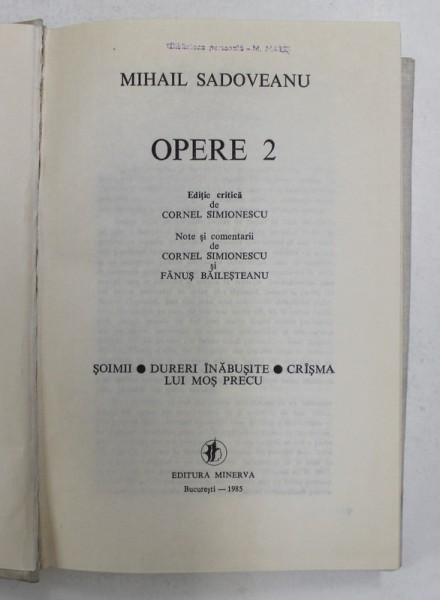 MIHAIL SADOVEANU
OPERE 2
Ediție critică
de
CORNEL SIMIONESCU
Note și comentarii
de
CORNEL SIMIONESCU
și
FĂNUȘ BĂILEȘTEANU
ȘOIMII ● DURERI ÎNĂBUȘITE ● CRÎȘMA
LUI MOȘ PRECU
EDITURA MINERVA
București — 1985